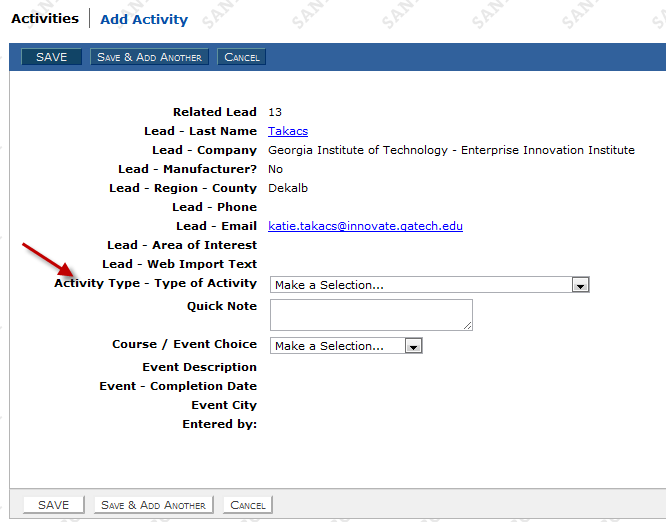 Activities Add Activity
SAVE SAVE & ADD ANOTHER CANCEL
Related Lead 13
Lead - Last Name Takacs
Lead - Company Georgia Institute of Technology - Enterprise Innovation Institute
Lead - Manufacturer? No
Lead - Region - County Dekalb
Lead - Phone
Lead - Email katie.takacs@innovate.gatech.edu
Lead - Area of Interest
Lead - Web Import Text
Activity Type - Type of Activity Make a Selection...
Quick Note
Course / Event Choice Make a Selection...
Event Description
Event - Completion Date
Event City
Entered by:
SAVE SAVE & ADD ANOTHER CANCEL